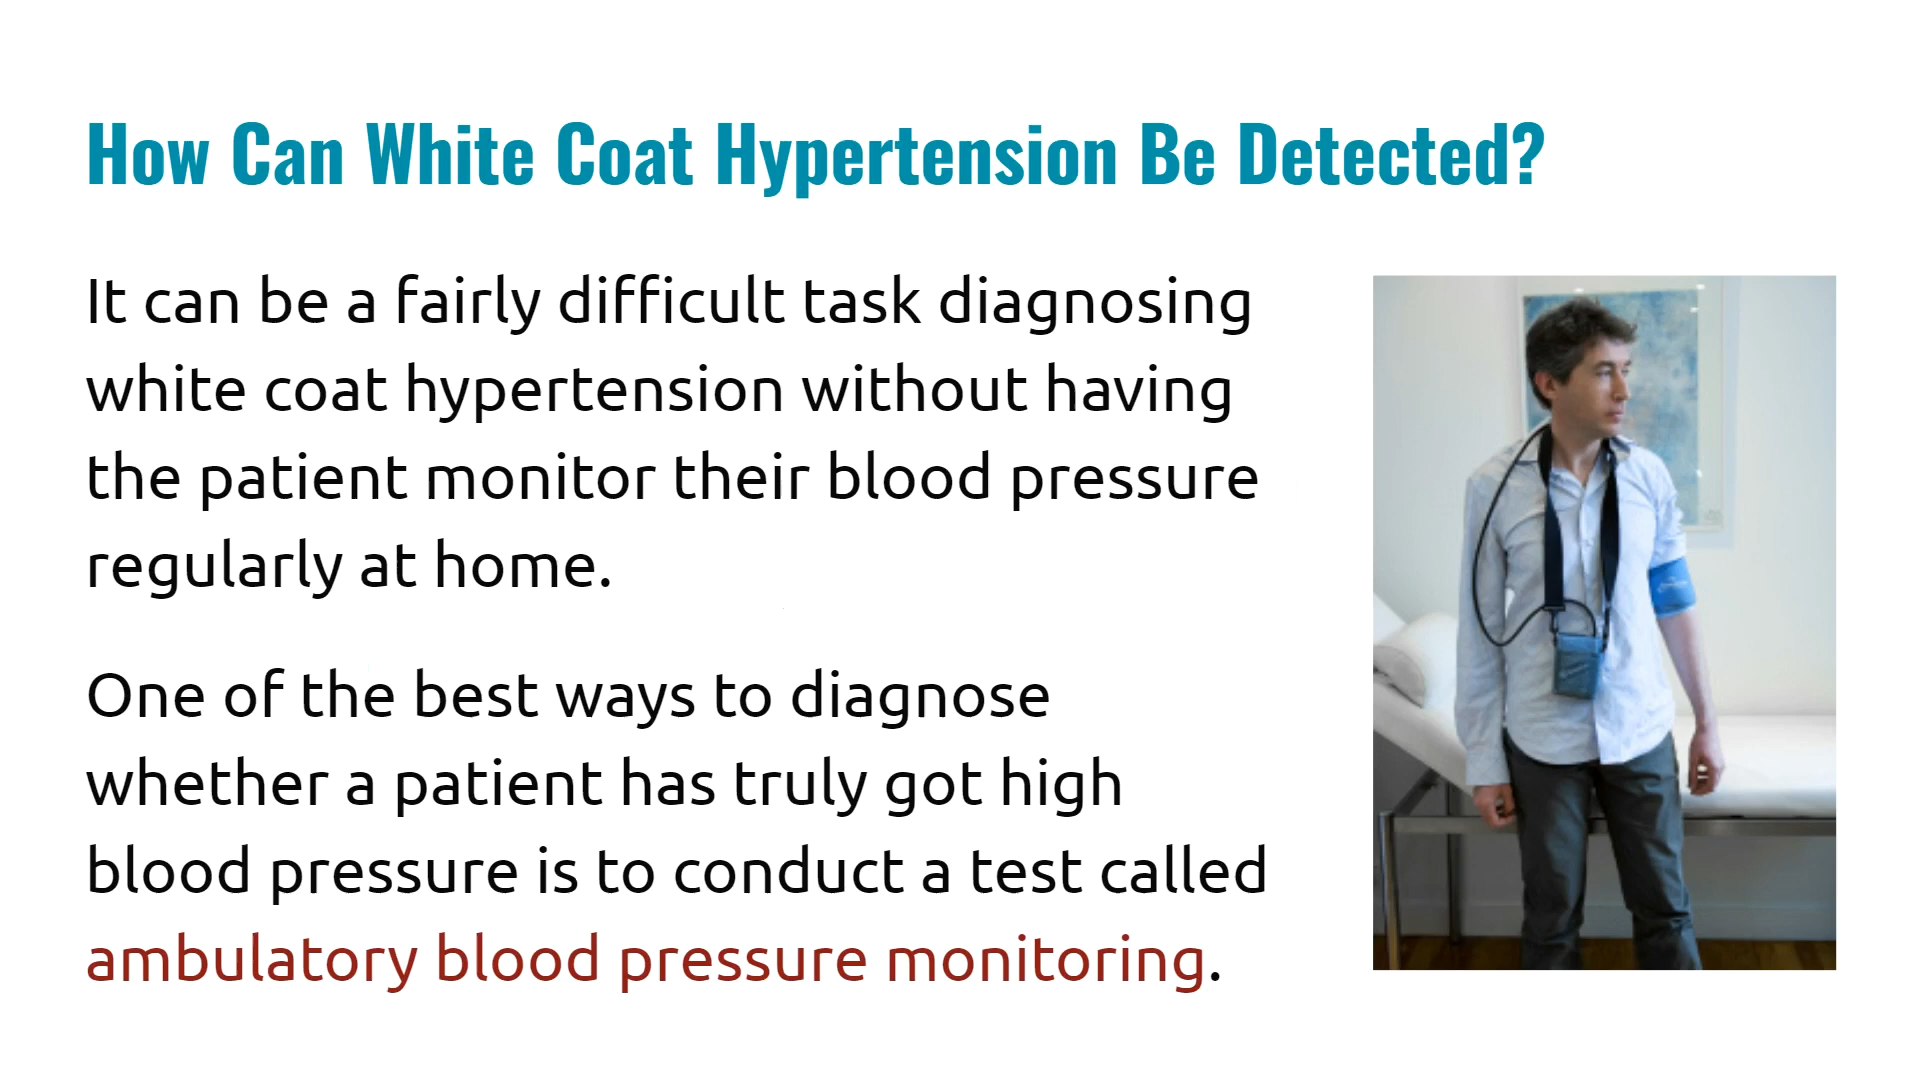 How Can White Coat Hypertension Be Detected?
It can be a fairly difficult task diagnosing
white coat hypertension without having
the patient monitor their blood pressure
regularly at home.
One of the best ways to diagnose
whether a patient has truly got high
blood pressure is to conduct a test called
ambulatory blood pressure monitoring.